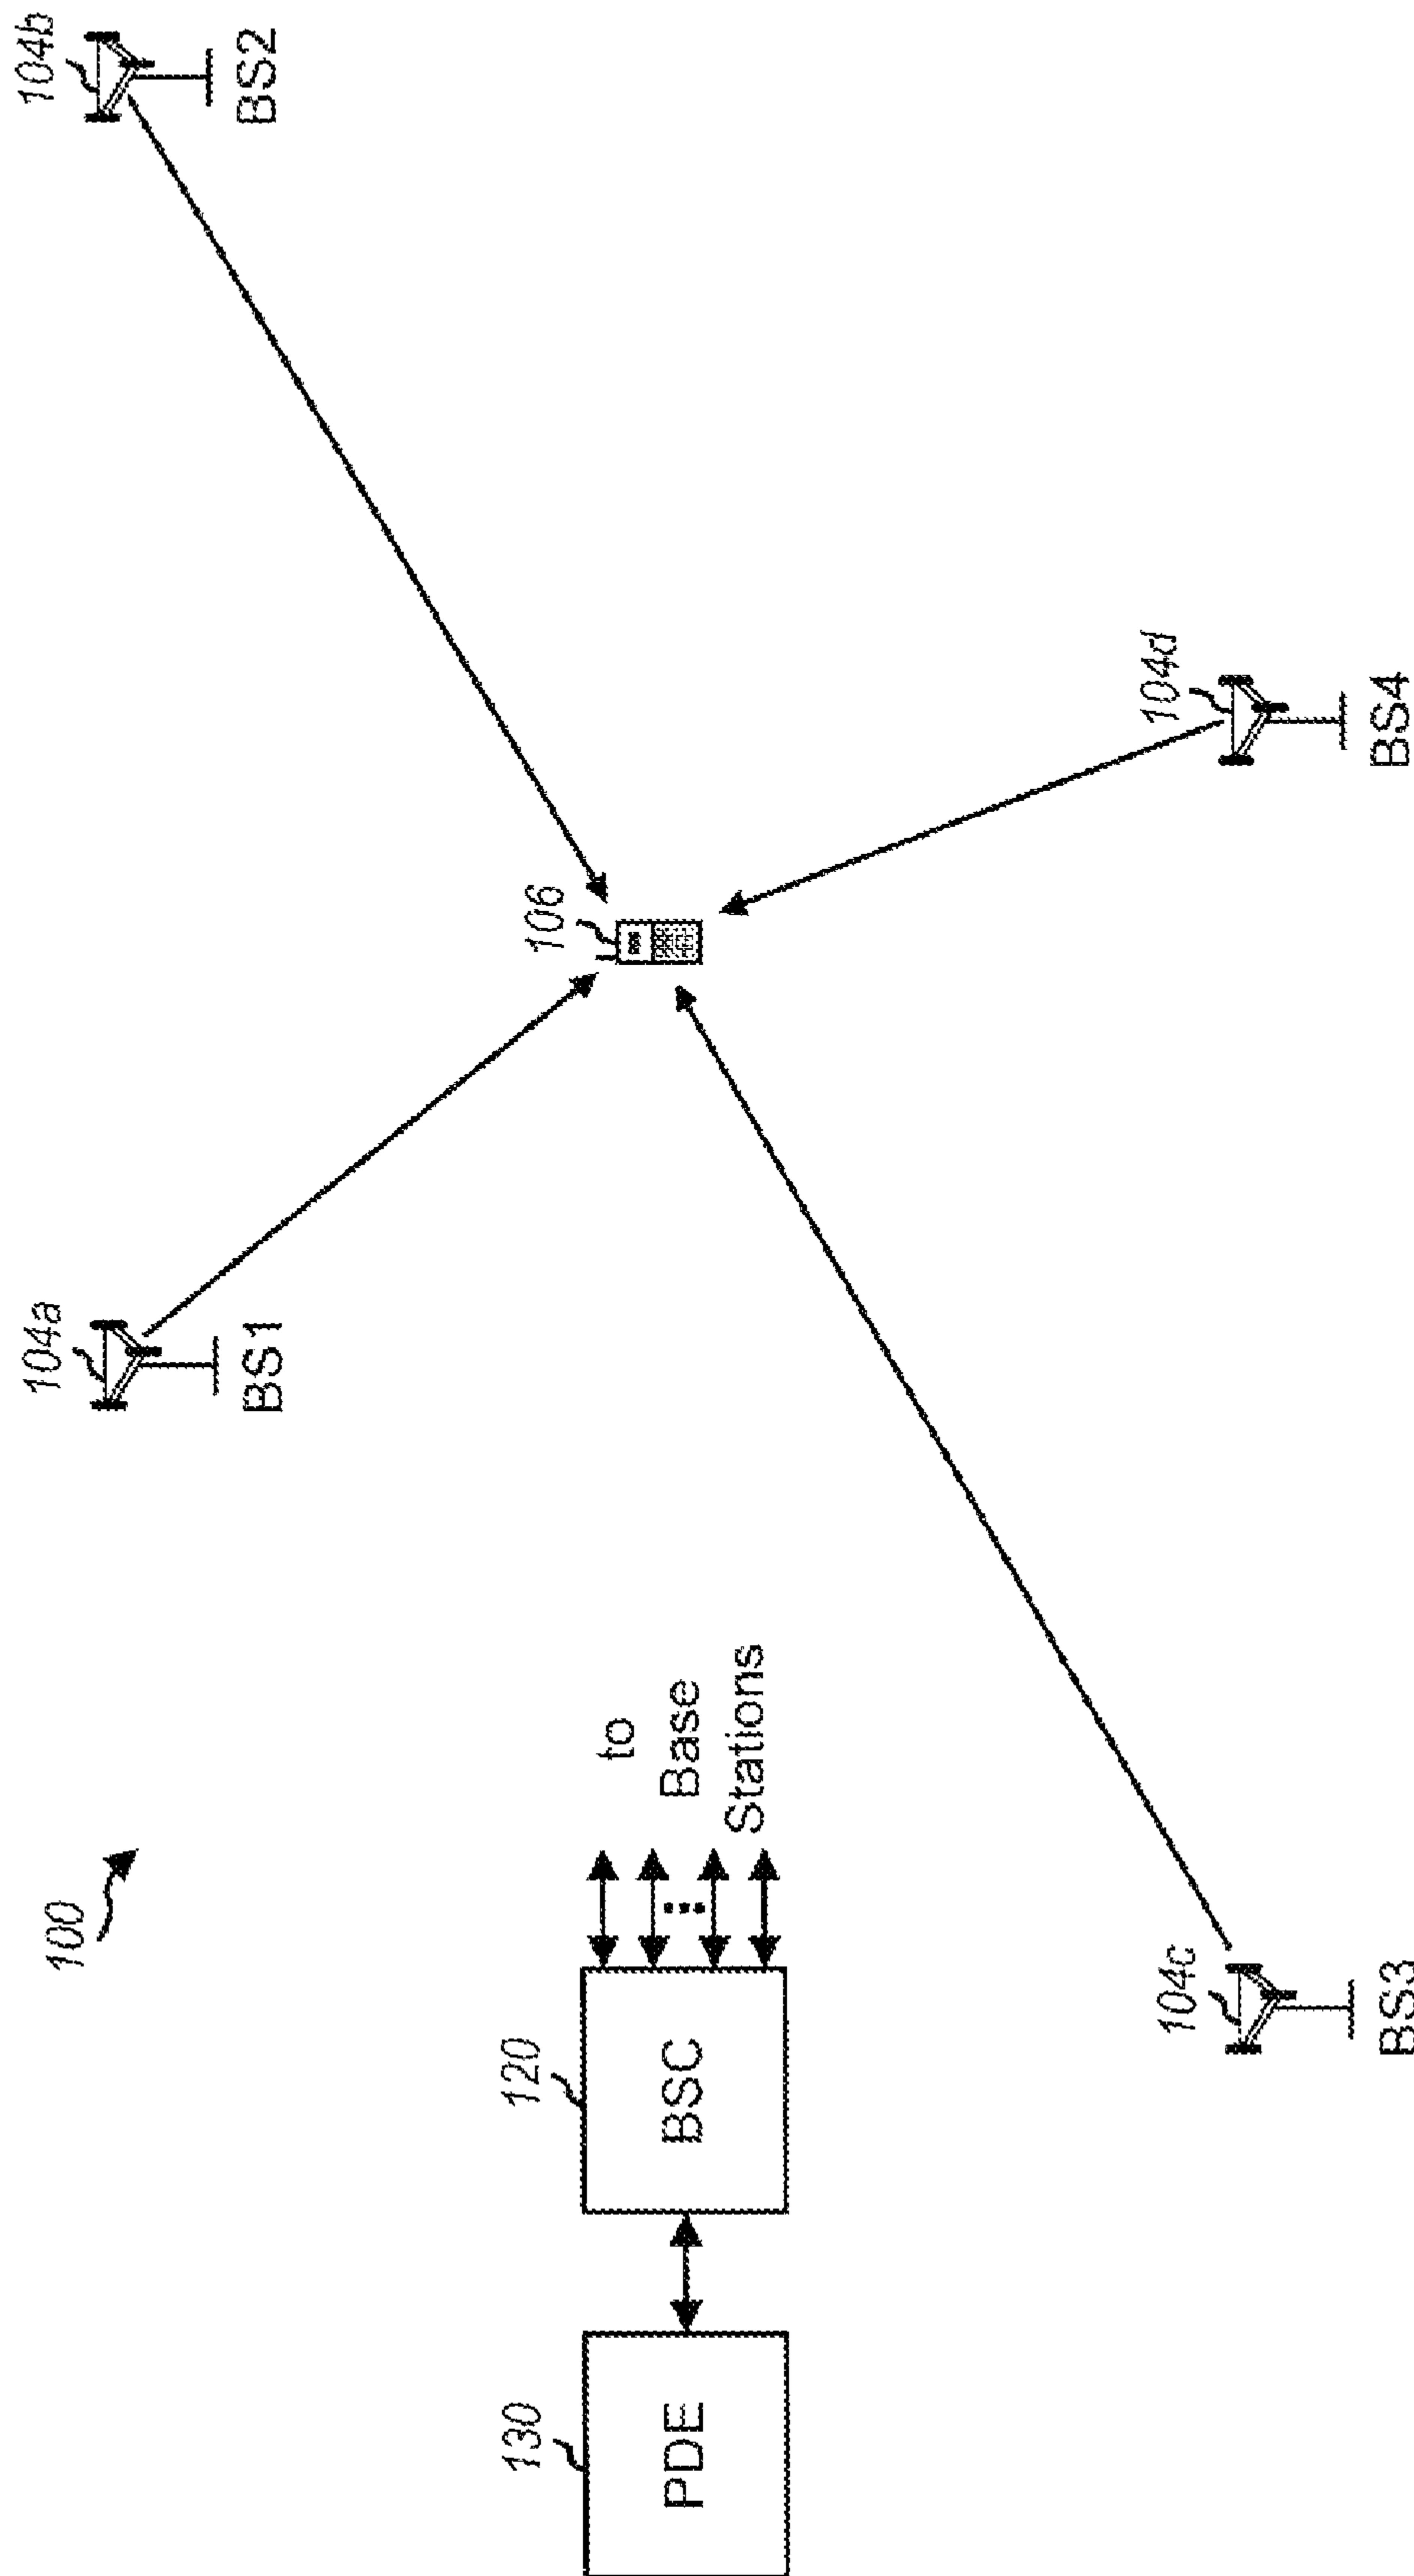 100
104a
BS1
104b
BS2
130
PDE
120
BSC
to
Base
Stations
106
104c
BS3
104d
BS4